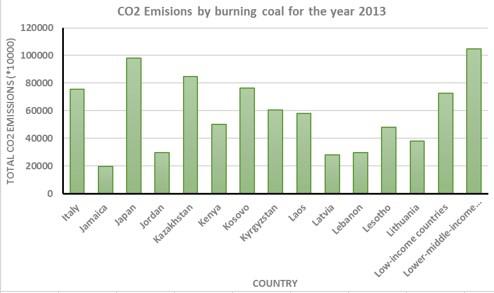 CO2 Emisions by burning coal for the year 2013
TOTAL CO2 EMISSIONS (*10000)
120000
100000
80000
60000
40000
20000
0
Italy
Jamaica
Japan
Jordan
Kazakhstan
Kenya
Kosovo
Kyrgyzstan
Laos
Latvia
Lebanon
Lesotho
Lithuania
Low-income countries
Lower-middle-income...
COUNTRY